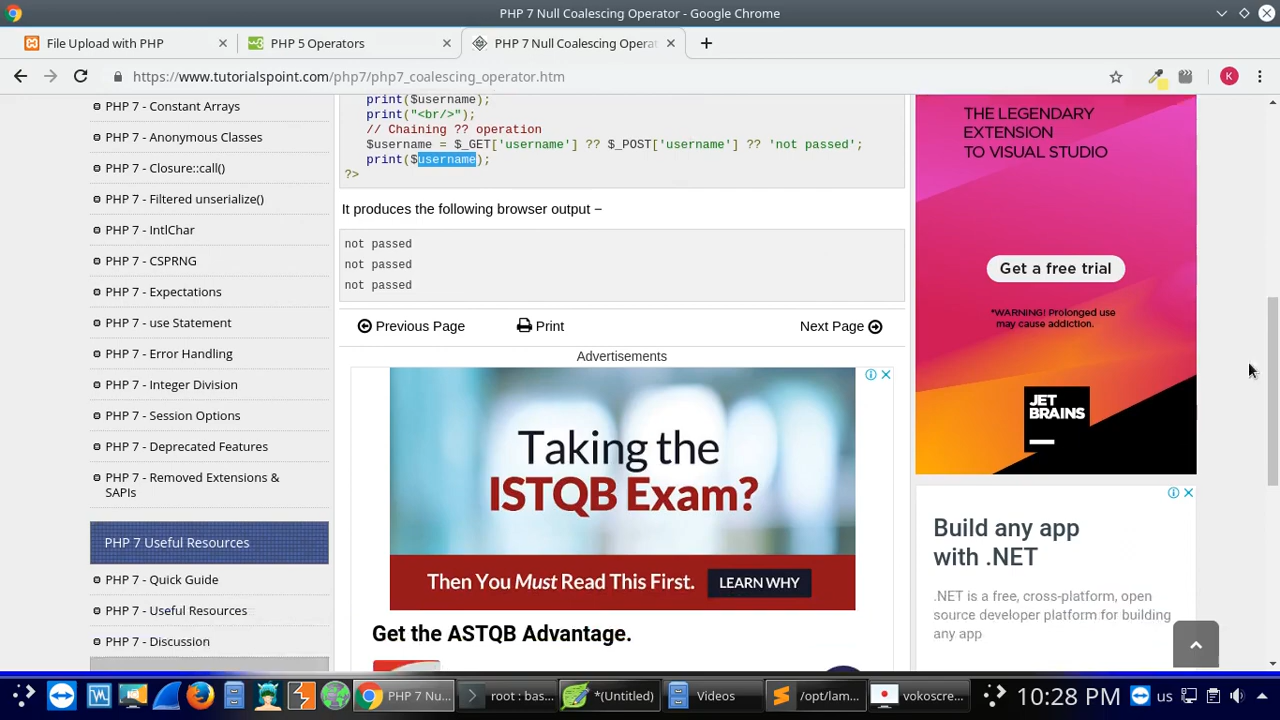 PHP 7 Null Coalescing Operator - Google Chrome
File Upload with PHP
PHP 5 Operators
PHP 7 Null Coalescing Operat
https://www.tutorialspoint.com/php7/php7_coalescing_operator.htm
K
PHP 7 - Constant Arrays
PHP 7 - Anonymous Classes
PHP 7 - Closure::call()
PHP 7 - Filtered unserialize()
PHP 7 - IntlChar
PHP 7 - CSPRNG
PHP 7 - Expectations
PHP 7 - use Statement
PHP 7 - Error Handling
PHP 7 - Integer Division
PHP 7 - Session Options
PHP 7 - Deprecated Features
PHP 7 - Removed Extensions &
SAPIs
PHP 7 Useful Resources
PHP 7 - Quick Guide
PHP 7 - Useful Resources
PHP 7 - Discussion
print($username);
print("<br/>");
// Chaining ?? operation
$username = $_GET['username'] ?? $_POST['username'] ?? 'not passed';
print($username);
?>
It produces the following browser output −
not passed
not passed
not passed
Previous Page
Print
Next Page
Advertisements
Taking the
ISTQB Exam?
Then You Must Read This First.
LEARN WHY
Get the ASTQB Advantage.
THE LEGENDARY
EXTENSION
TO VISUAL STUDIO
Get a free trial
*WARNING! Prolonged use
may cause addiction.
JET
BRAINS
Build any app
with .NET
.NET is a free, cross-platform, open
source developer platform for building
any app
PHP 7 Nu...
root : bas...
*(Untitled)
Videos
/opt/lam...
vokoscre...
10:28 PM
us